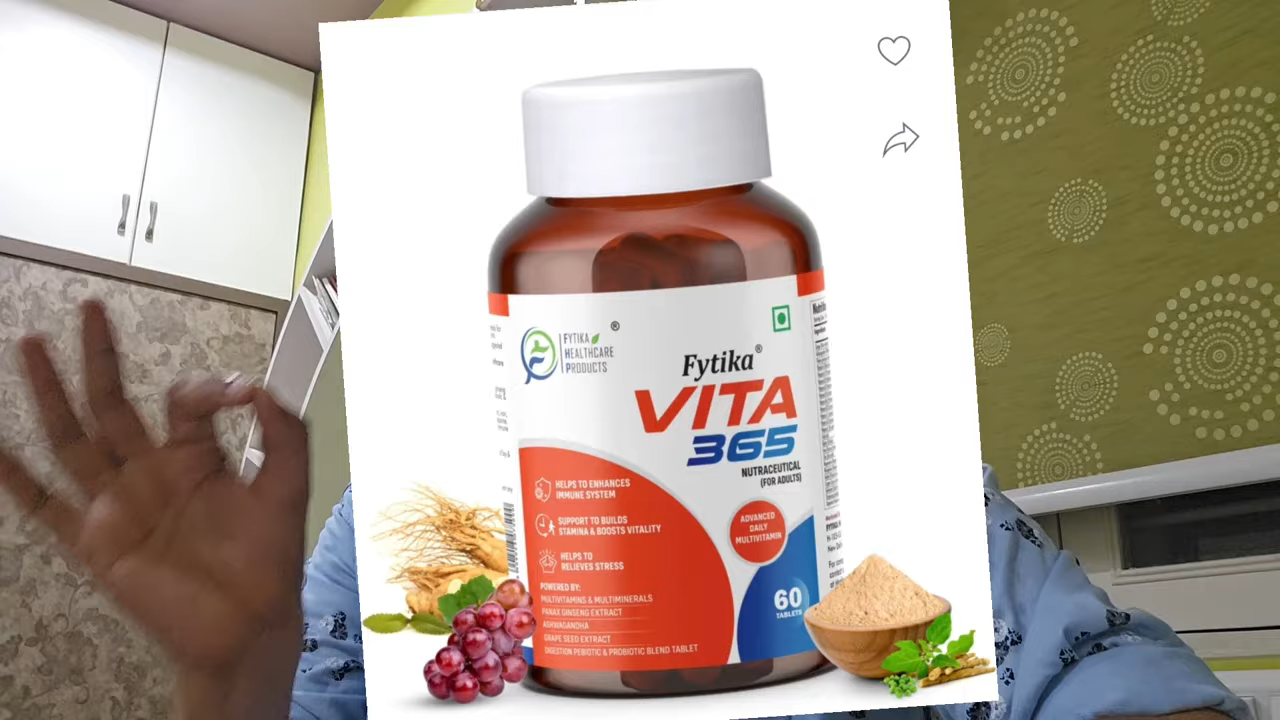 FYTIKA
HEALTHCARE
PRODUCTS
®
Fytika®
VITA
365
NUTRACEUTICAL
(FOR ADULTS)
HELPS TO ENHANCES
IMMUNE SYSTEM
SUPPORT TO BUILDS
STAMINA & BOOSTS VITALITY
HELPS TO
RELIEVES STRESS
ADVANCED
DAILY
MULTIVITAMIN
POWERED BY:
MULTIVITAMINS & MULTIMINERALS
PANAX GINSENG EXTRACT
ASHWAGANDHA
GRAPE SEED EXTRACT
DIGESTION PEBIOTIC & PROBIOTIC BLEND TABLET
60
TABLETS